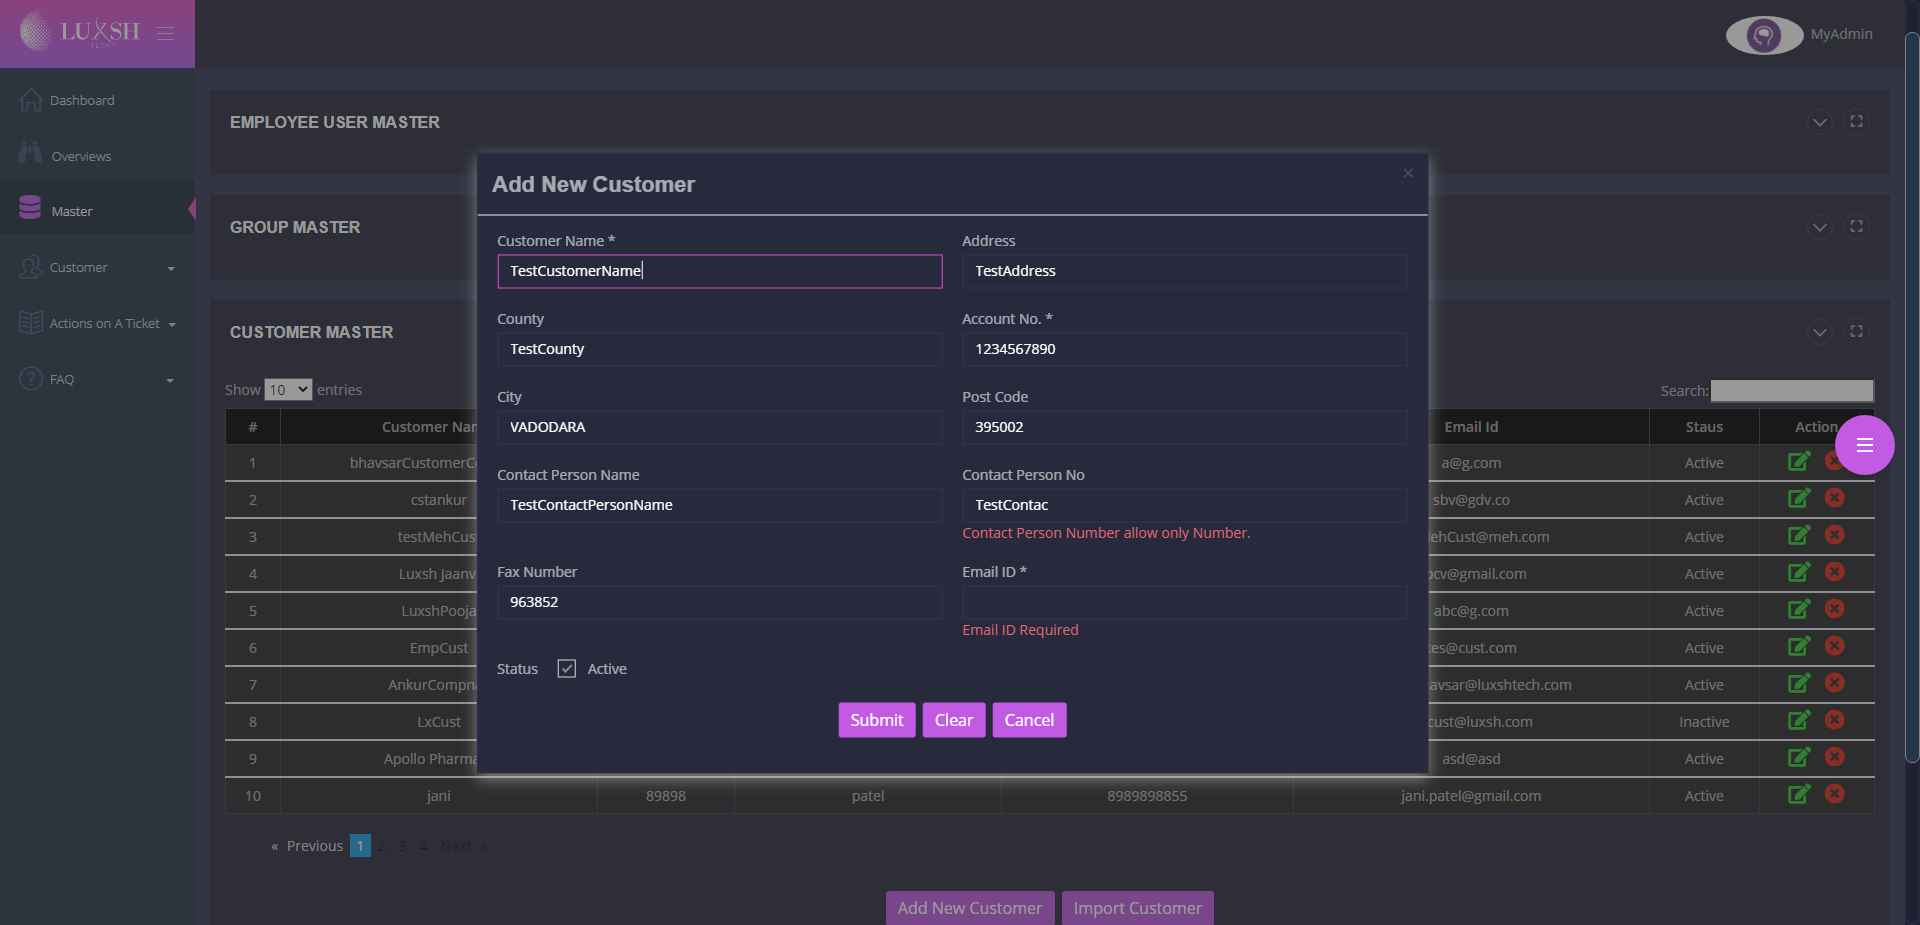 LUXSH
TECH
MyAdmin
Dashboard
Overviews
Master
Customer
Actions on A Ticket
FAQ
EMPLOYEE USER MASTER
GROUP MASTER
CUSTOMER MASTER
Show 10 entries
Search:
# Customer Nam Email Id Staus Action
1 bhavsarCustomerC a@g.com Active
2 cstankur sbv@gdv.co Active
3 testMehCus ehCust@meh.com Active
4 Luxsh Jaanv cv@gmail.com Active
5 LuxshPooja abc@g.com Active
6 EmpCust es@cust.com Active
7 AnkurCompna avsar@luxshtech.com Active
8 LxCust cust@luxsh.com Inactive
9 Apollo Pharma asd@asd Active
10 jani 89898 patel 8989898855 jani.patel@gmail.com Active
« Previous 1 2 3 4 Next »
Add New Customer Import Customer
Add New Customer
×
Customer Name * Address
TestCustomerName TestAddress
County Account No. *
TestCounty 1234567890
City Post Code
VADODARA 395002
Contact Person Name Contact Person No
TestContactPersonName TestContac
Contact Person Number allow only Number.
Fax Number Email ID *
963852
Email ID Required
Status Active
Submit Clear Cancel